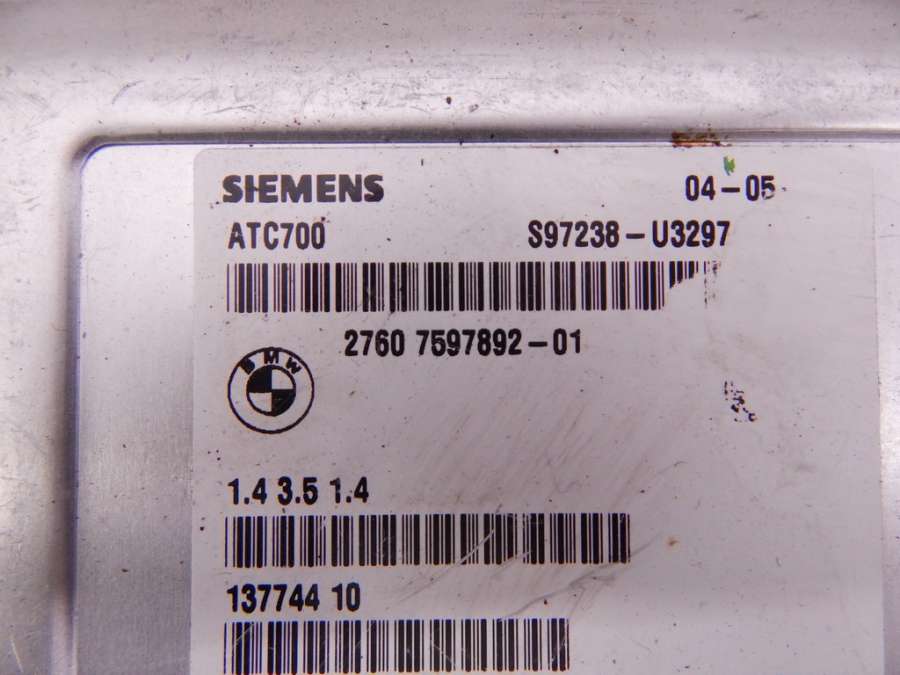 SIEMENS 04-05
ATC700 S97238-U3297
2760 7597892-01
BMW
1.4 3.5 1.4
137744 10